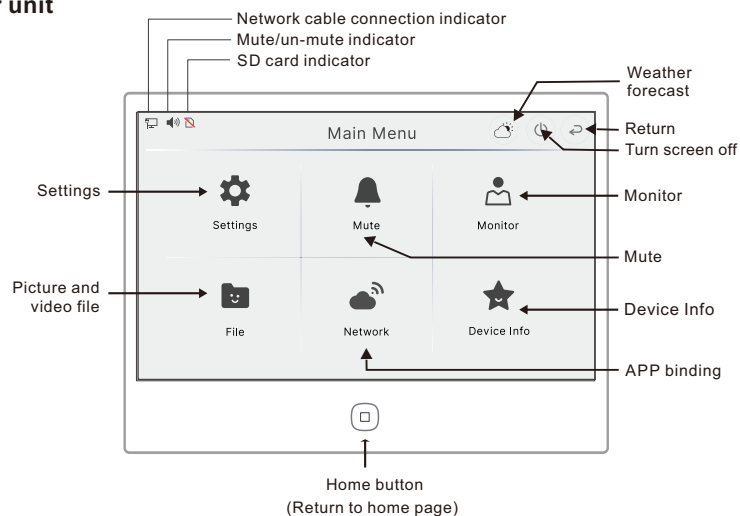 unit
Network cable connection indicator
Mute/un-mute indicator
SD card indicator
Weather
forecast
Main Menu
Return
Turn screen off
Settings
Settings
Mute
Monitor
Monitor
Mute
Picture and
video file
File
Network
Device Info
Device Info
APP binding
Home button
(Return to home page)